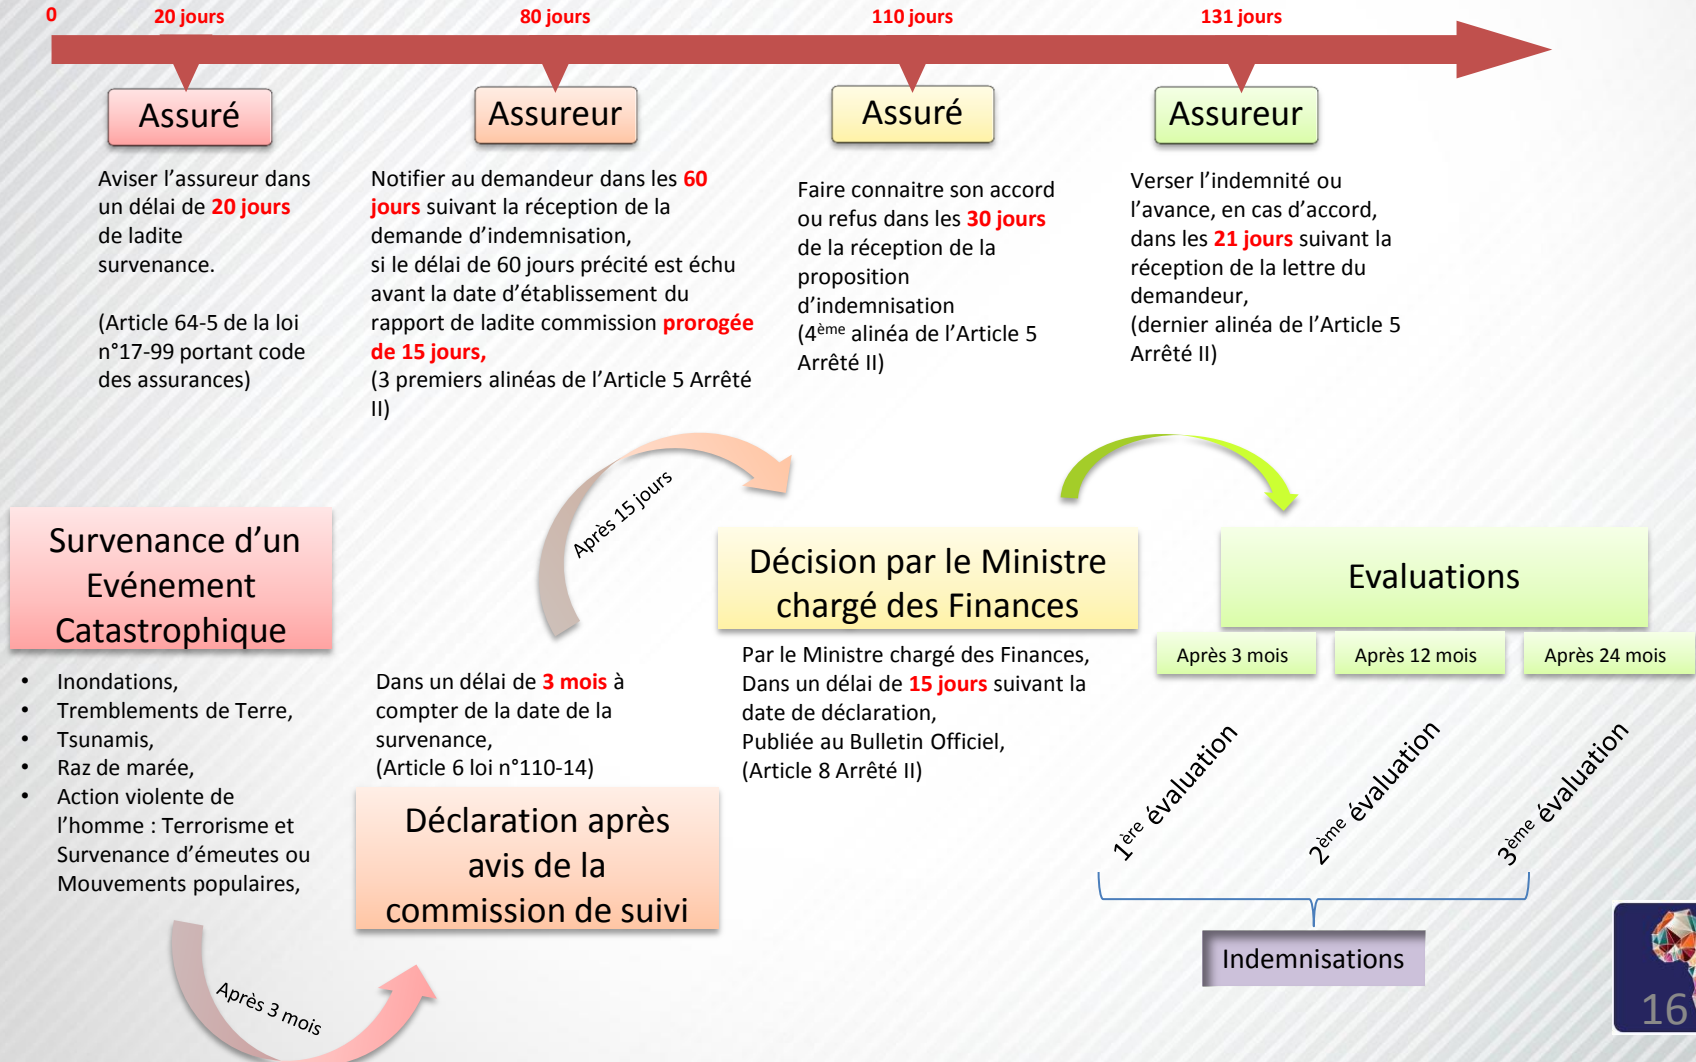 0
20 jours
80 jours
110 jours
131 jours
Assuré
Aviser l’assureur dans
un délai de 20 jours
de ladite
survenance.
(Article 64-5 de la loi
n°17-99 portant code
des assurances)
Assureur
Notifier au demandeur dans les 60
jours suivant la réception de la
demande d’indemnisation,
si le délai de 60 jours précité est échu
avant la date d’établissement du
rapport de ladite commission prorogée
de 15 jours,
(3 premiers alinéas de l’Article 5 Arrêté
II)
Assuré
Faire connaitre son accord
ou refus dans les 30 jours
de la réception de la
proposition
d’indemnisation
(4ème alinéa de l’Article 5
Arrêté II)
Assureur
Verser l’indemnité ou
l’avance, en cas d’accord,
dans les 21 jours suivant la
réception de la lettre du
demandeur,
(dernier alinéa de l’Article 5
Arrêté II)
Survenance d’un
Evénement
Catastrophique
• Inondations,
• Tremblements de Terre,
• Tsunamis,
• Raz de marée,
• Action violente de
l’homme : Terrorisme et
Survenance d’émeutes ou
Mouvements populaires,
Après 3 mois
Dans un délai de 3 mois à
compter de la date de la
survenance,
(Article 6 loi n°110-14)
Déclaration après
avis de la
commission de suivi
Après 15 jours
Décision par le Ministre
chargé des Finances
Par le Ministre chargé des Finances,
Dans un délai de 15 jours suivant la
date de déclaration,
Publiée au Bulletin Officiel,
(Article 8 Arrêté II)
Evaluations
Après 3 mois
Après 12 mois
Après 24 mois
1ère évaluation
2ème évaluation
3ème évaluation
Indemnisations
16